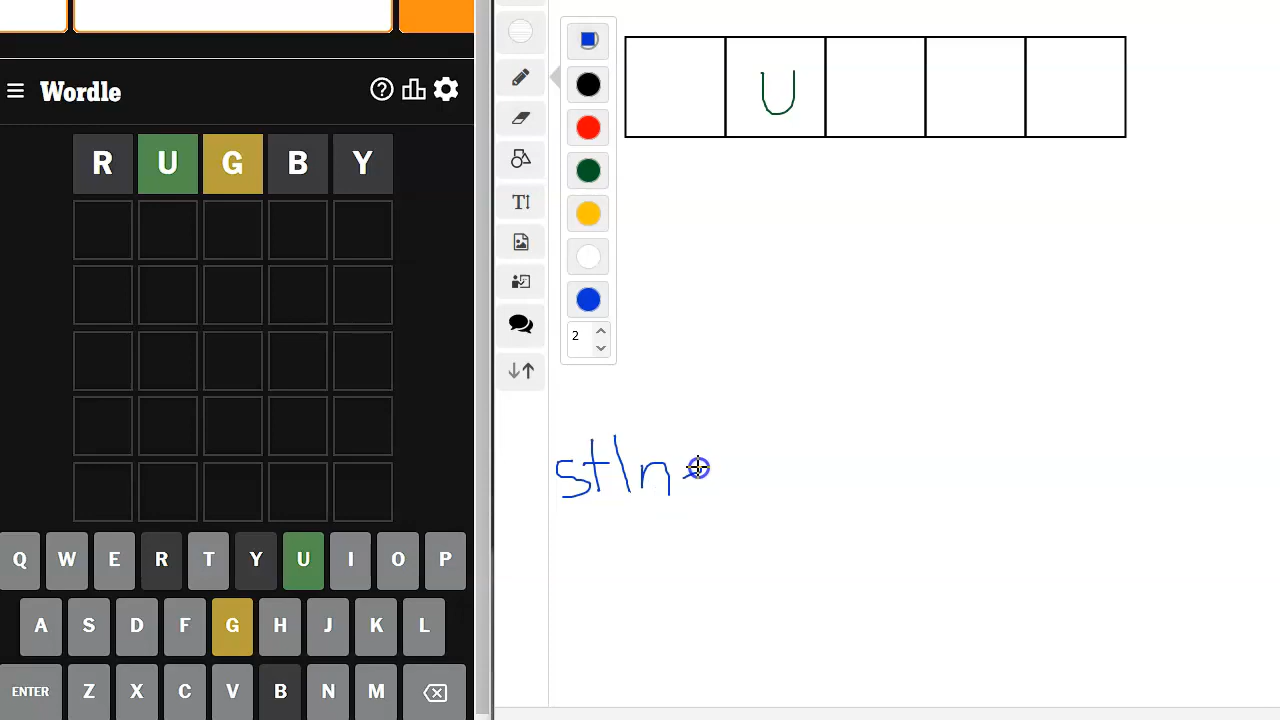 Wordle
R U G B Y
U
T
2
stln
Q W E R T Y U I O P
A S D F G H J K L
ENTER Z X C V B N M